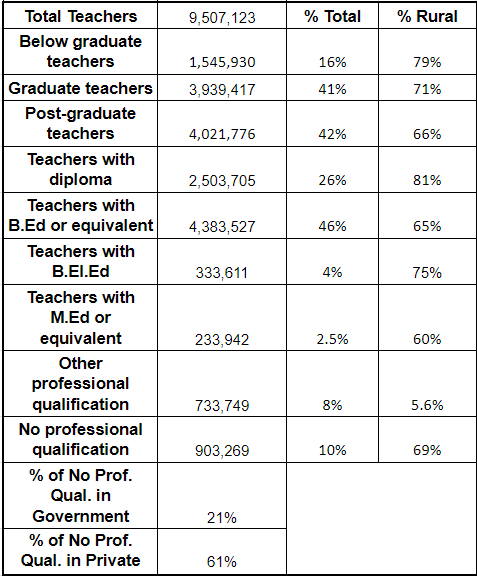 Total Teachers 9,507,123 % Total % Rural
Below graduate
teachers 1,545,930 16% 79%
Graduate teachers 3,939,417 41% 71%
Post-graduate
teachers 4,021,776 42% 66%
Teachers with
diploma 2,503,705 26% 81%
Teachers with
B.Ed or equivalent 4,383,527 46% 65%
Teachers with
B.El.Ed 333,611 4% 75%
Teachers with
M.Ed or
equivalent 233,942 2.5% 60%
Other
professional
qualification 733,749 8% 5.6%
No professional
qualification 903,269 10% 69%
% of No Prof.
Qual. in
Government 21%
% of No Prof.
Qual. in Private 61%